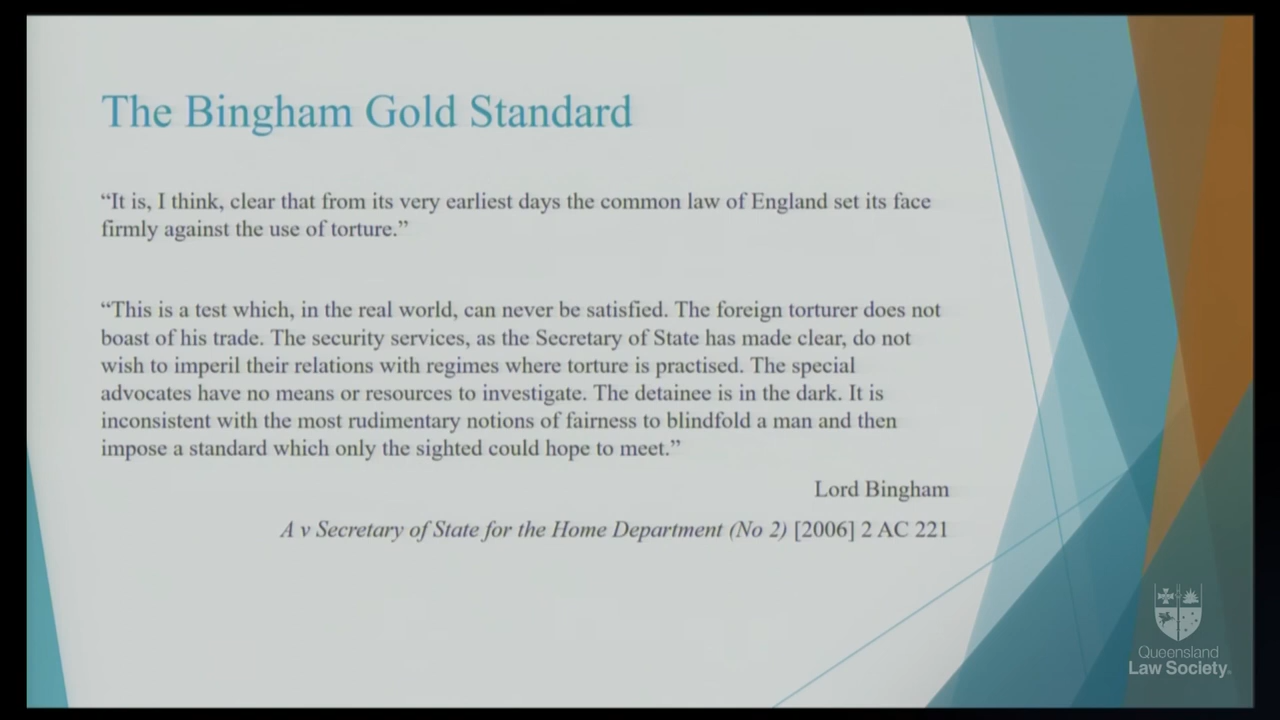 The Bingham Gold Standard
“It is, I think, clear that from its very earliest days the common law of England set its face
firmly against the use of torture.”
“This is a test which, in the real world, can never be satisfied. The foreign torturer does not
boast of his trade. The security services, as the Secretary of State has made clear, do not
wish to imperil their relations with regimes where torture is practised. The special
advocates have no means or resources to investigate. The detainee is in the dark. It is
inconsistent with the most rudimentary notions of fairness to blindfold a man and then
impose a standard which only the sighted could hope to meet.”
Lord Bingham
A v Secretary of State for the Home Department (No 2) [2006] 2 AC 221
Queensland
Law Society